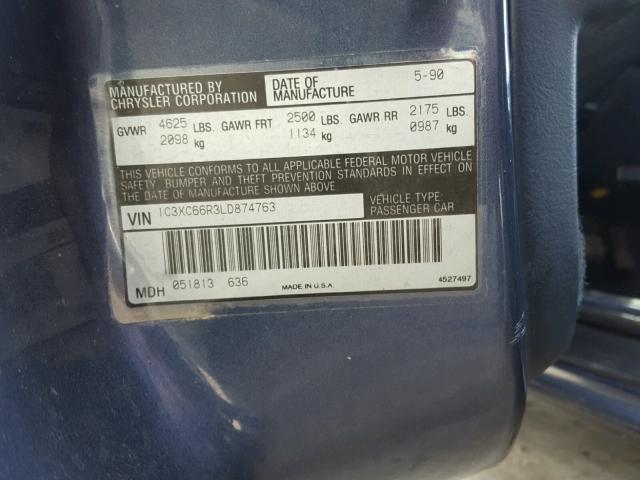 MANUFACTURED BY CHRYSLER CORPORATION
DATE OF MANUFACTURE 5-90
GVWR 4625 LBS. GAWR FRT 2500 LBS. GAWR RR 2175 LBS.
2098 kg 1134 kg 0987 kg
THIS VEHICLE CONFORMS TO ALL APPLICABLE FEDERAL MOTOR VEHICLE
SAFETY, BUMPER AND THEFT PREVENTION STANDARDS IN EFFECT ON
THE DATE OF MANUFACTURE SHOWN ABOVE
VIN 1C3XC66R3LD874763
VEHICLE TYPE:
PASSENGER CAR
MDH 051813 636 MADE IN U.S.A. 4527497